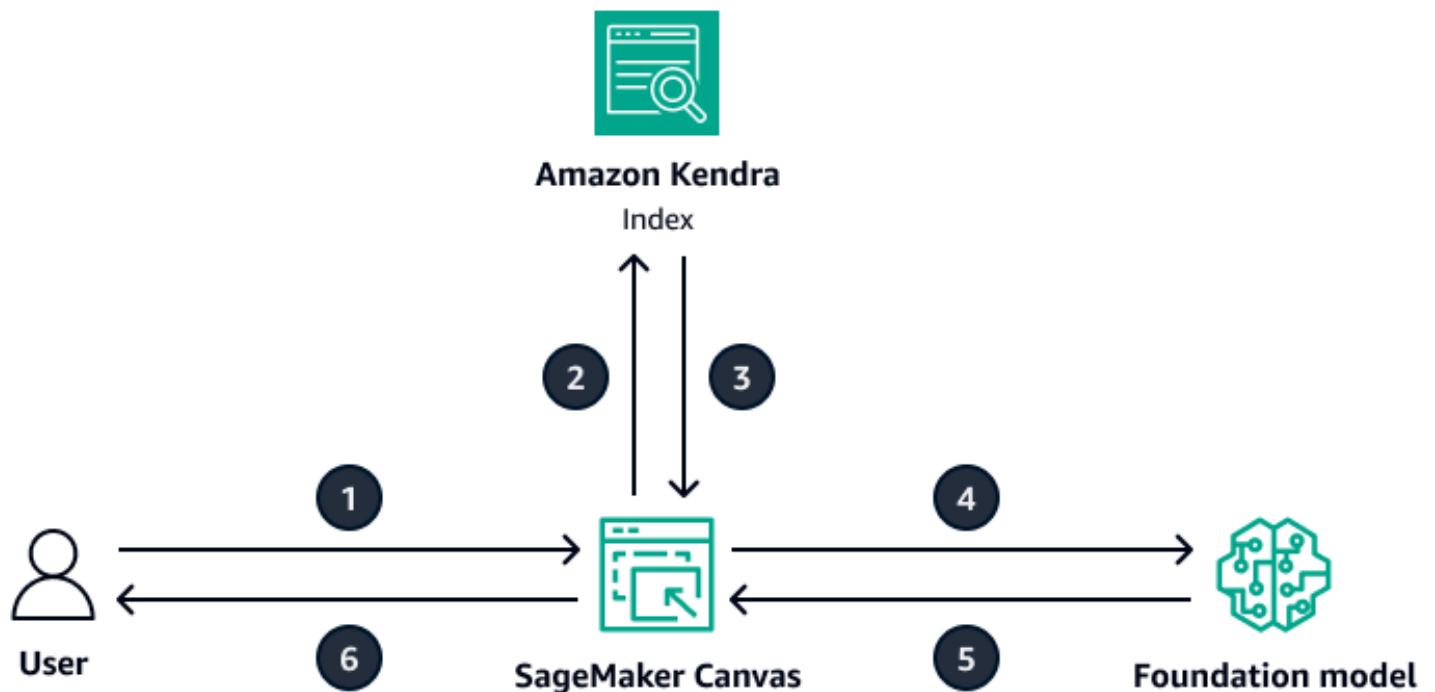 Amazon Kendra
Index
2
3
1
4
User
6
SageMaker Canvas
5
Foundation model